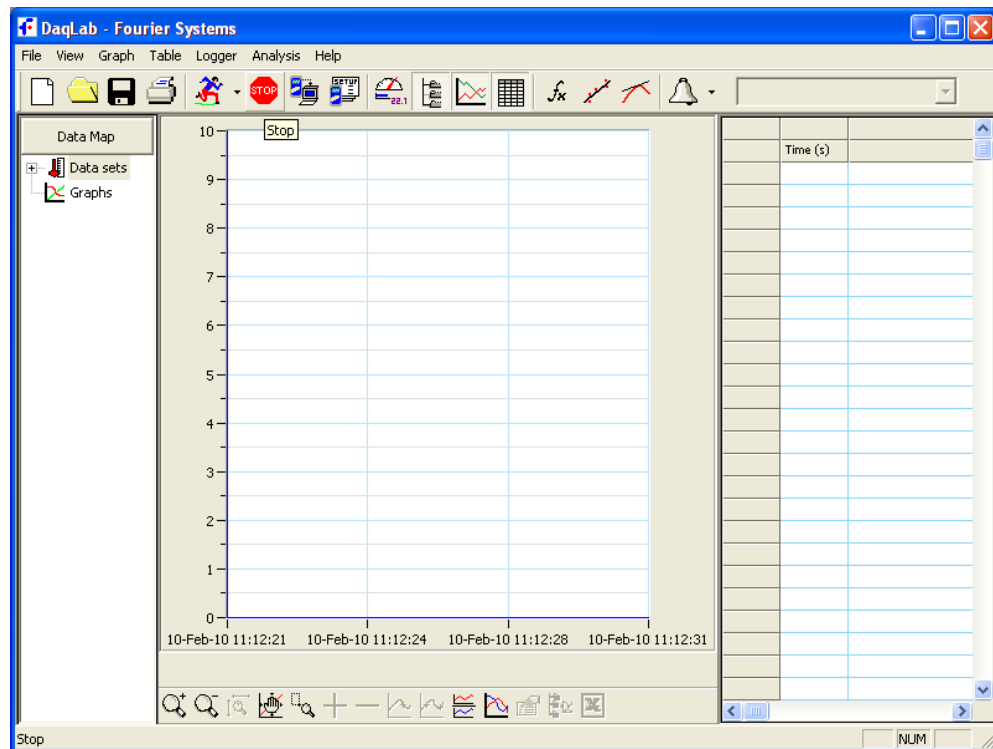 DaqLab - Fourier Systems
File View Graph Table Logger Analysis Help
STOP
SETUP
22.1
fx
Stop
Data Map
Data sets
Graphs
10
9
8
7
6
5
4
3
2
1
0
10-Feb-10 11:12:21 10-Feb-10 11:12:24 10-Feb-10 11:12:28 10-Feb-10 11:12:31
Time (s)
Stop
NUM